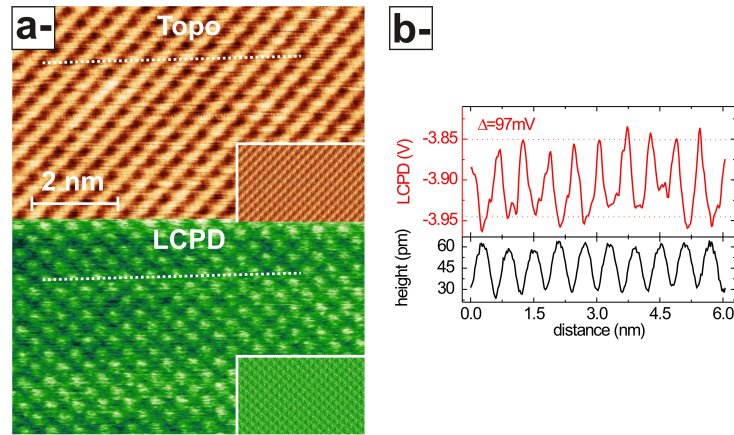 a-
Topo
2 nm
LCPD
b-
Δ=97mV
LCPD (V)
-3.85
-3.90
-3.95
height (pm)
60
45
30
0.0 1.5 3.0 4.5 6.0
distance (nm)